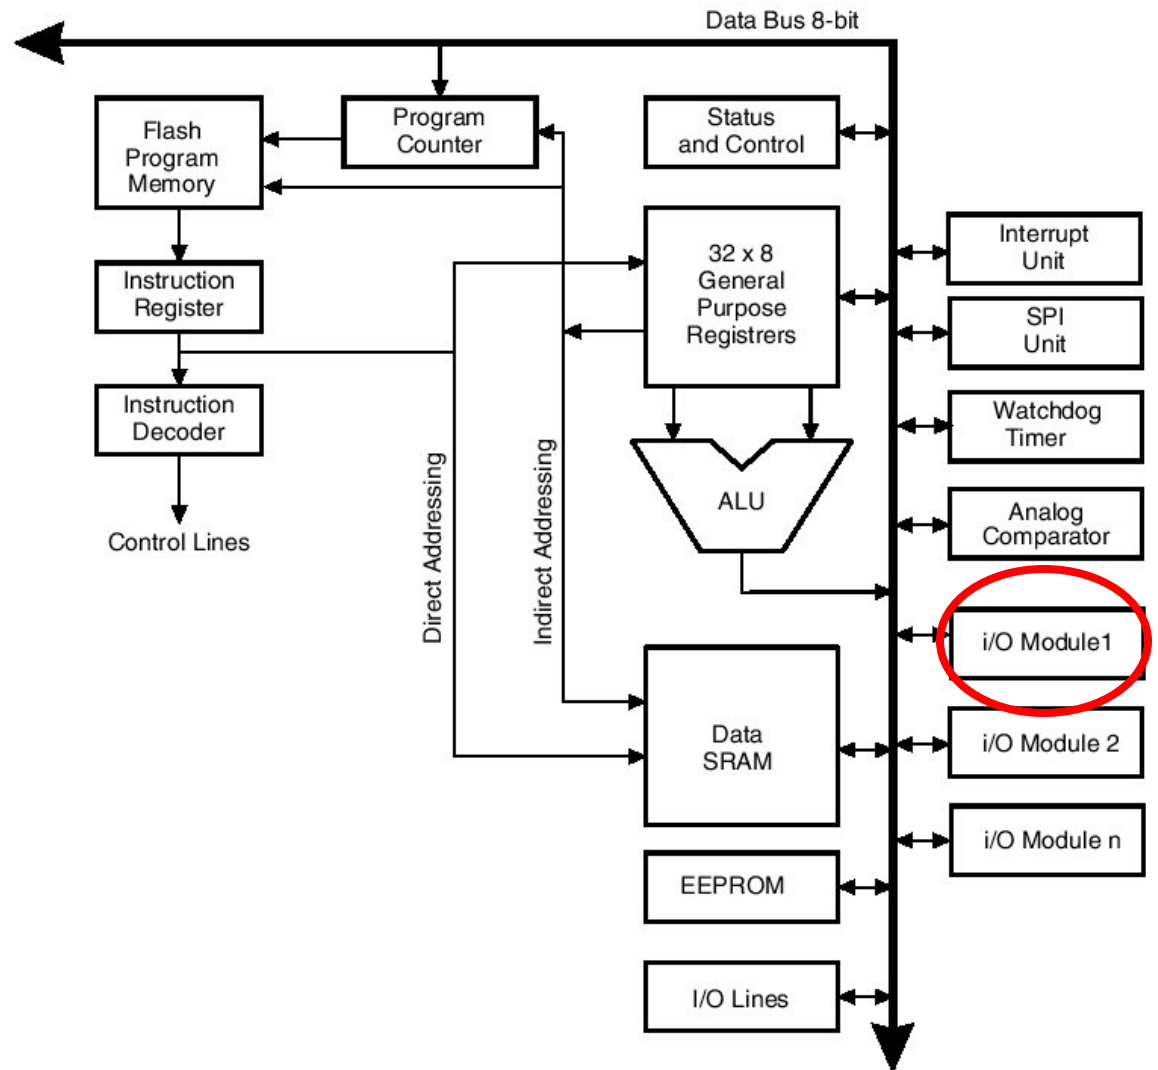 Data Bus 8-bit
Flash
Program
Memory
Program
Counter
Status
and Control
32 x 8
General
Purpose
Registrers
Interrupt
Unit
Instruction
Register
SPI
Unit
Instruction
Decoder
Watchdog
Timer
Control Lines
Direct Addressing
Indirect Addressing
ALU
Analog
Comparator
i/O Module1
Data
SRAM
i/O Module 2
i/O Module n
EEPROM
I/O Lines